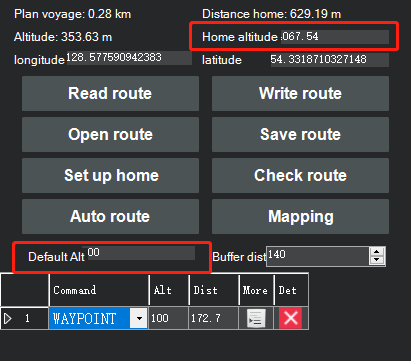 Plan voyage: 0.28 km Distance home: 629.19 m
Altitude: 353.63 m Home altitude 067.54
longitude 128.577590942383 latitude 54.3318710327148
Read route Write route
Open route Save route
Set up home Check route
Auto route Mapping
Default Alt 00 Buffer dist 140
Command Alt Dist More Det
1 WAYPOINT 100 172.7